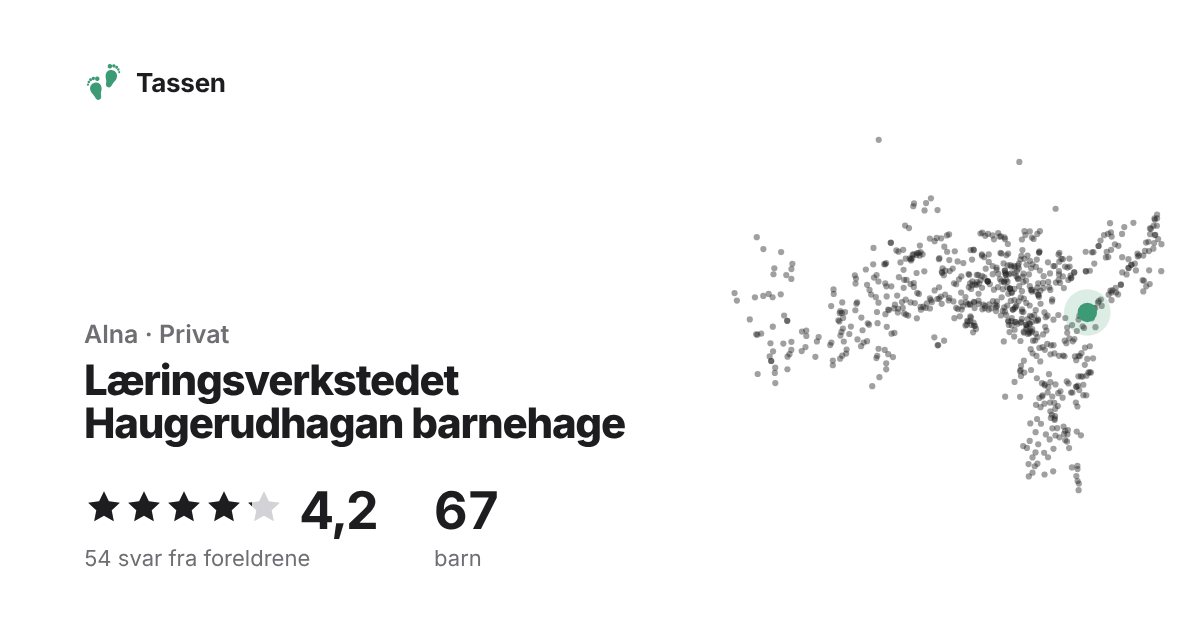 Tassen
Alna · Privat
Læringsverkstedet
Haugerudhagan barnehage
4,2
67
54 svar fra foreldrene
barn